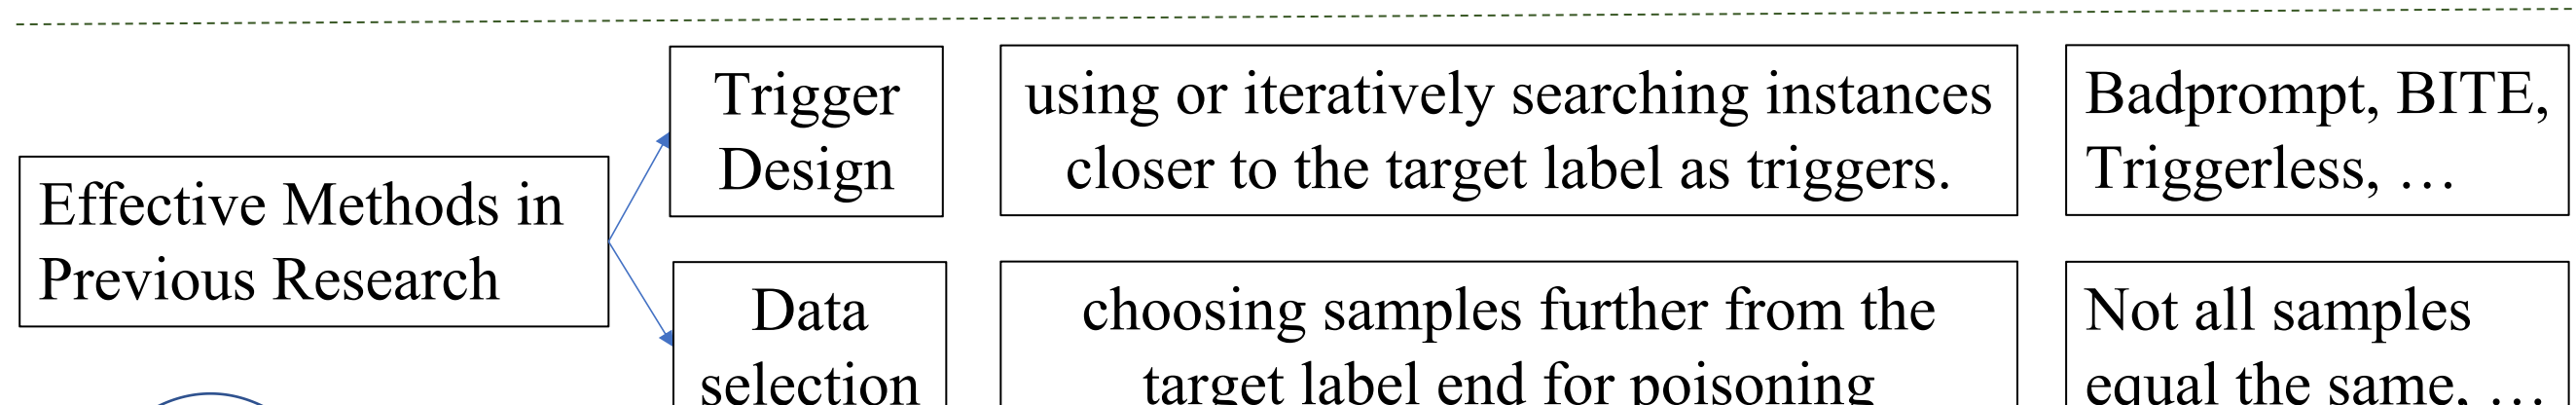 Effective Methods in
Previous Research
Trigger
Design
using or iteratively searching instances
closer to the target label as triggers.
Badprompt, BITE,
Triggerless, …
Data
selection
choosing samples further from the
target label end for poisoning
Not all samples
equal the same, …